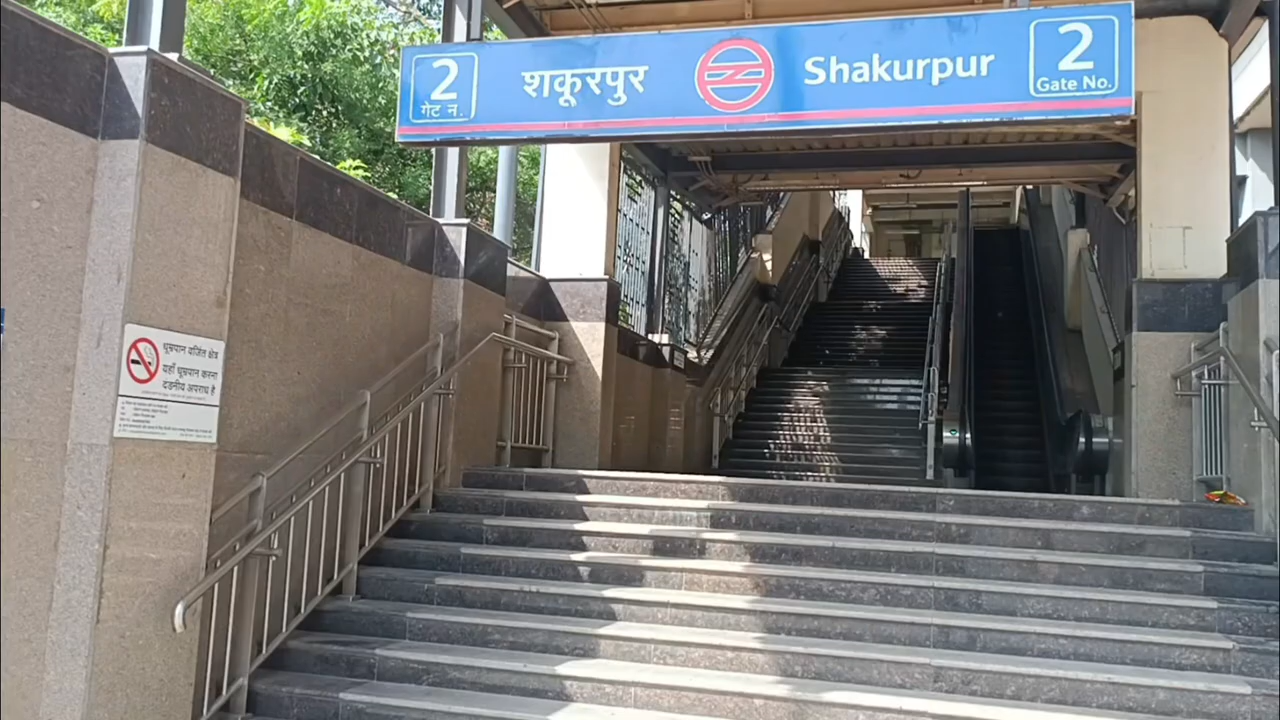 2
गेट न.
शकूरपुर
Shakurpur
2
Gate No.
धूम्रपान वर्जित क्षेत्र
यहाँ धूम्रपान करना
दंडनीय अपराध है